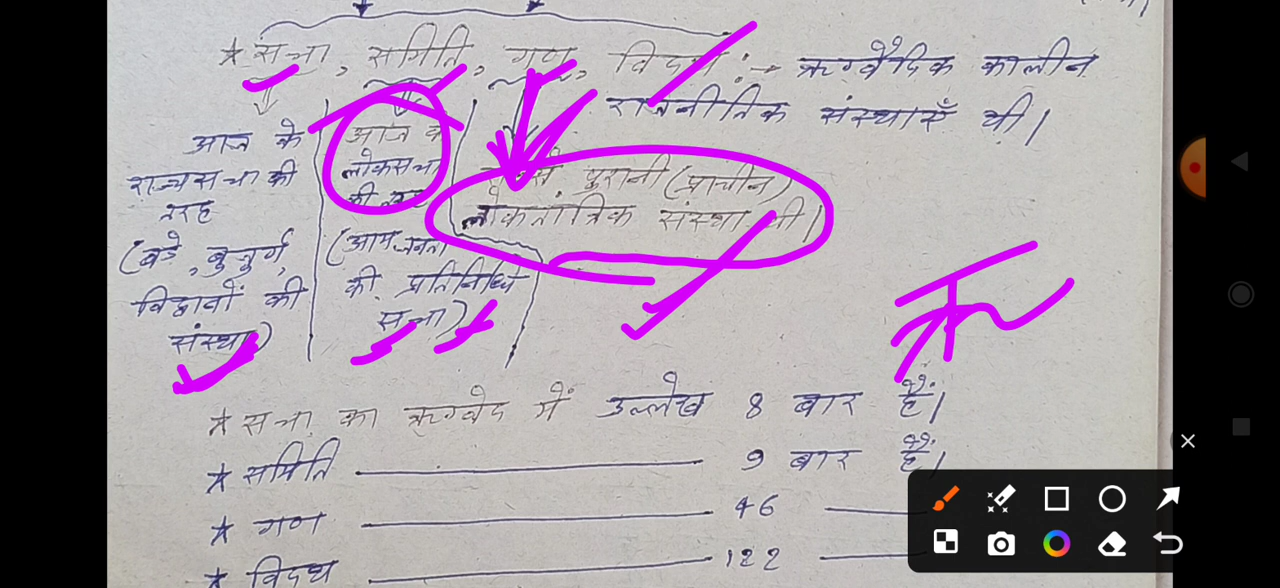 ★ सभा, समिति, गण, विदथ :→ ऋग्वैदिक कालीन
राजनीतिक संस्थाएँ थी।
आज के
राज्यसभा की
तरह
(बड़े, बुजुर्ग,
विद्वानों की
संस्था)
आज के
लोकसभा
की तरह
(आम जनता
की प्रतिनिधि
सभा)
सबसे पुरानी (प्राचीन)
लोकतांत्रिक संस्था थी।
★ सभा का ऋग्वेद में उल्लेख 8 बार है।
★ समिति ——— 9 बार है।
★ गण ——— 46 ———
★ विदथ ——— 122 ———